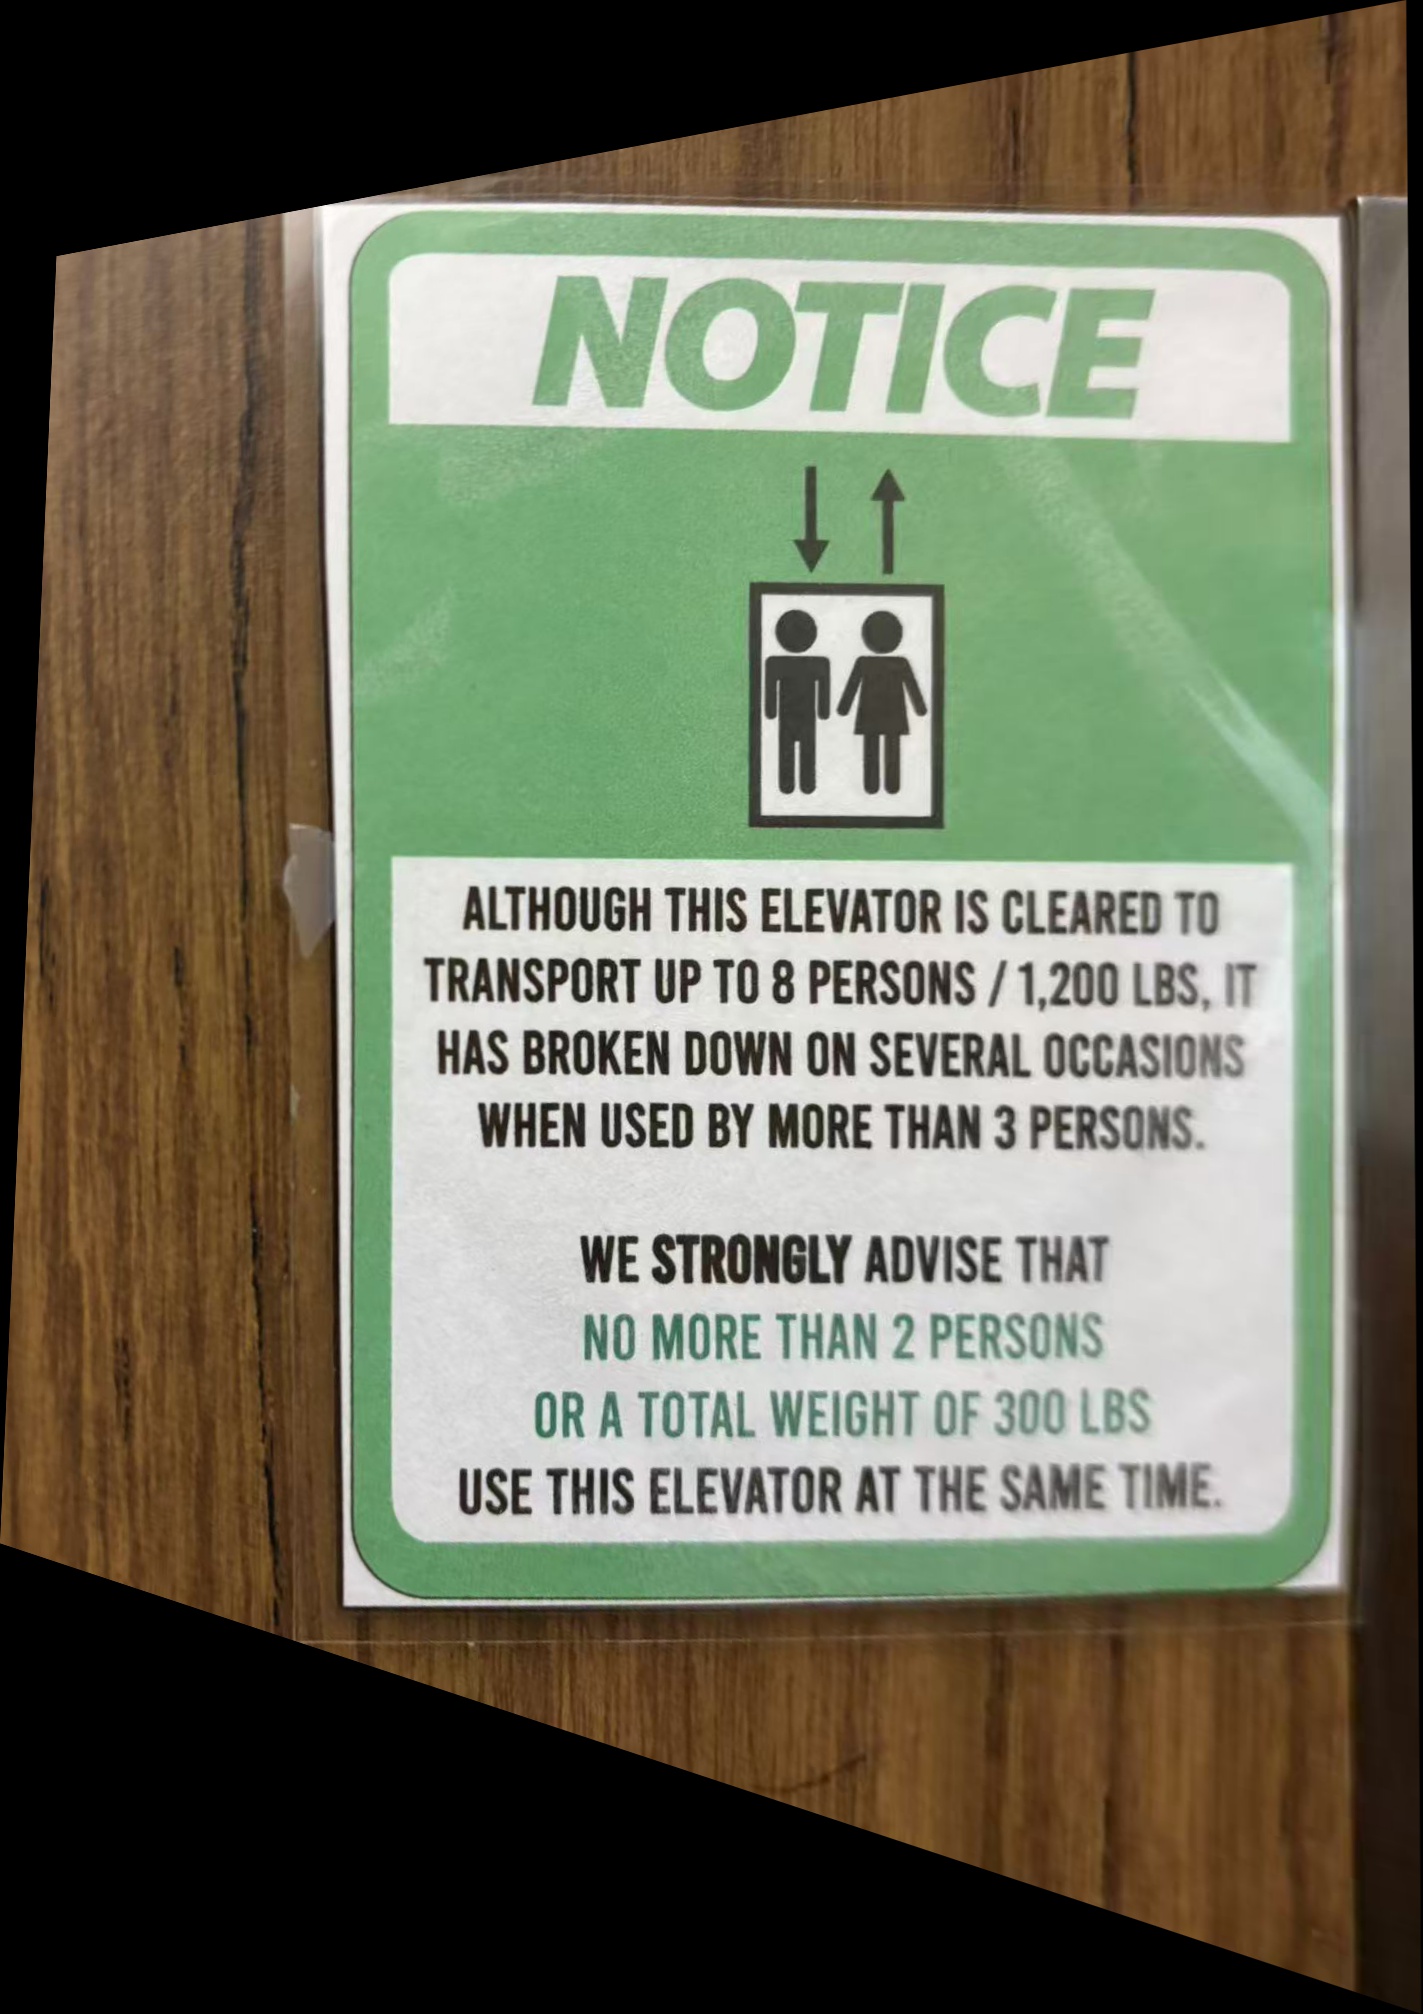 NOTICE
ALTHOUGH THIS ELEVATOR IS CLEARED TO
TRANSPORT UP TO 8 PERSONS / 1,200 LBS, IT
HAS BROKEN DOWN ON SEVERAL OCCASIONS
WHEN USED BY MORE THAN 3 PERSONS.
WE STRONGLY ADVISE THAT
NO MORE THAN 2 PERSONS
OR A TOTAL WEIGHT OF 300 LBS
USE THIS ELEVATOR AT THE SAME TIME.